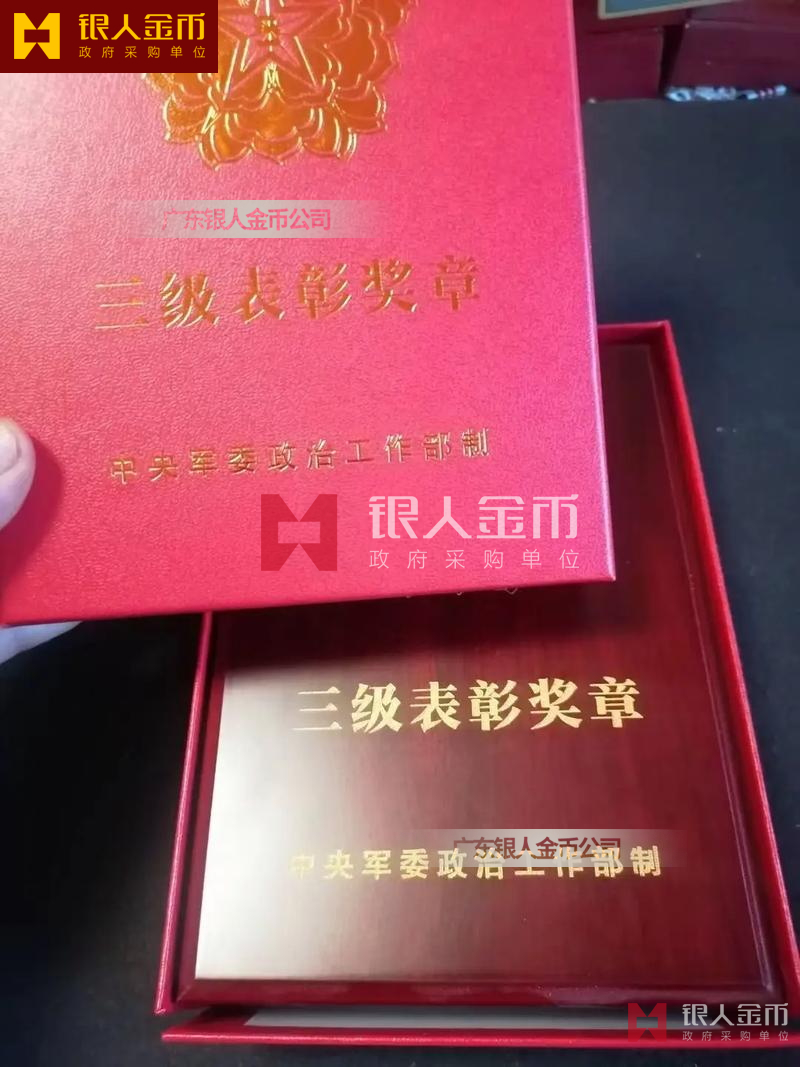 银人金币
政府采购单位
广东银人金币公司
三级表彰奖章
中央军委政治工作部制
银人金币
政府采购单位
三级表彰奖章
广东银人金币公司
中央军委政治工作部制
银人金币
政府采购单位